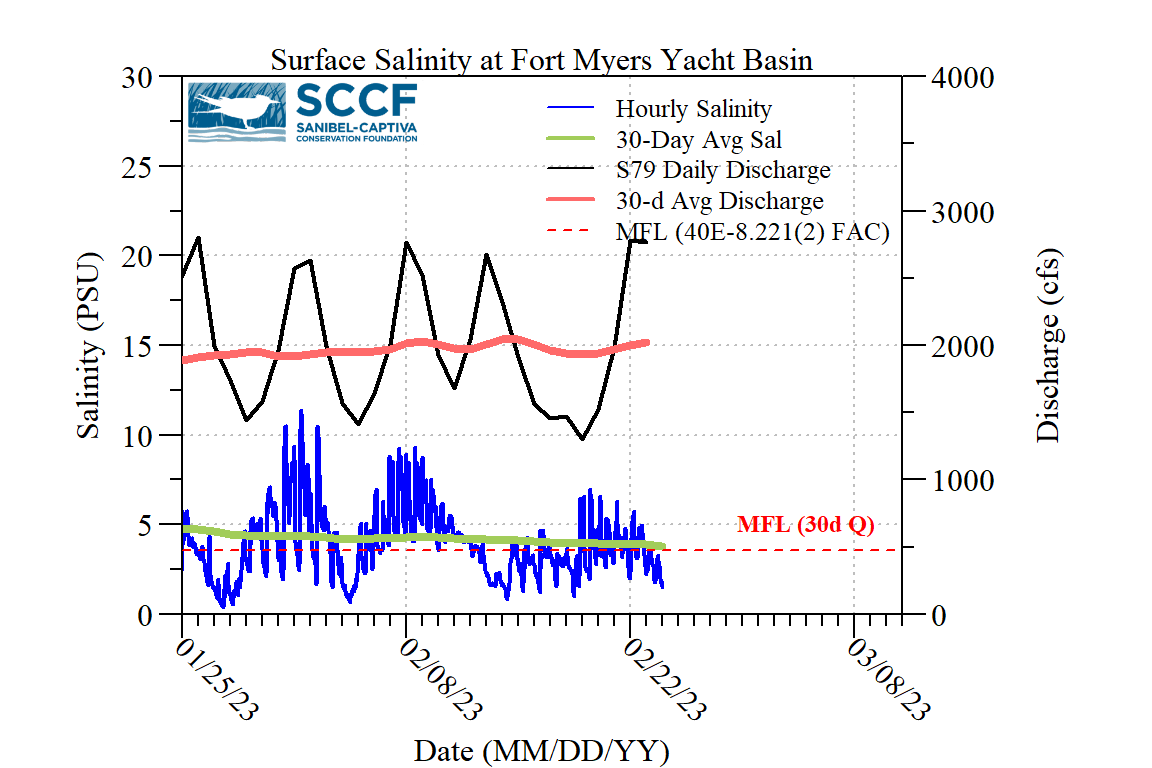 Surface Salinity at Fort Myers Yacht Basin
SCCF
SANIBEL-CAPTIVA
CONSERVATION FOUNDATION
Hourly Salinity
30-Day Avg Sal
S79 Daily Discharge
30-d Avg Discharge
MFL (40E-8.221(2) FAC)
30
25
20
15
10
5
0
Salinity (PSU)
4000
3000
2000
1000
0
Discharge (cfs)
MFL (30d Q)
01/25/23
02/08/23
02/22/23
03/08/23
Date (MM/DD/YY)